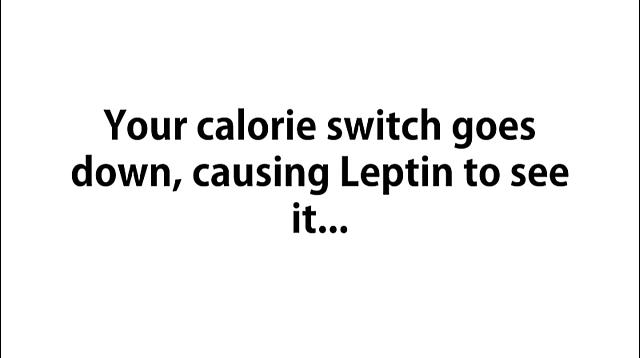 Your calorie switch goes
down, causing Leptin to see
it...